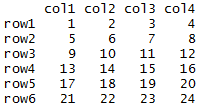 col1 col2 col3 col4
row1 1 2 3 4
row2 5 6 7 8
row3 9 10 11 12
row4 13 14 15 16
row5 17 18 19 20
row6 21 22 23 24